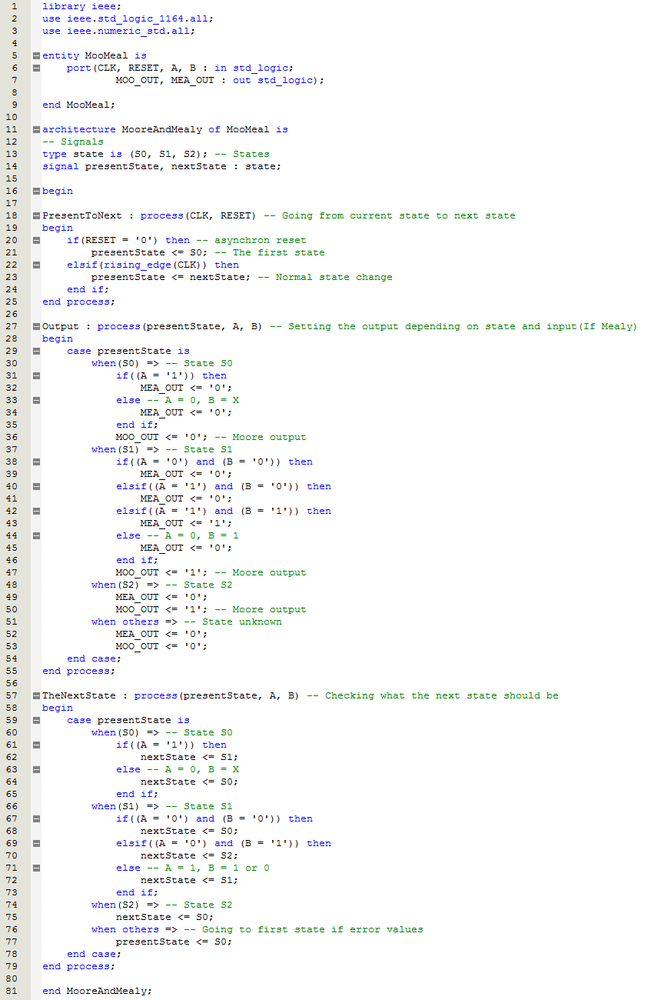 1 library ieee;
2 use ieee.std_logic_1164.all;
3 use ieee.numeric_std.all;
4
5 entity MooMeal is
6     port(CLK, RESET, A, B : in std_logic;
7             MOO_OUT, MEA_OUT : out std_logic);
8
9 end MooMeal;
10
11 architecture MooreAndMealy of MooMeal is
12 -- Signals
13 type state is (S0, S1, S2); -- States
14 signal presentState, nextState : state;
15
16 begin
17
18 PresentToNext : process(CLK, RESET) -- Going from current state to next state
19 begin
20     if(RESET = '0') then -- asynchron reset
21         presentState <= S0; -- The first state
22     elsif(rising_edge(CLK)) then
23         presentState <= nextState; -- Normal state change
24     end if;
25 end process;
26
27 Output : process(presentState, A, B) -- Setting the output depending on state and input(If Mealy)
28 begin
29     case presentState is
30         when(S0) => -- State S0
31             if((A = '1')) then
32                 MEA_OUT <= '0';
33             else -- A = 0, B = X
34                 MEA_OUT <= '0';
35             end if;
36             MOO_OUT <= '0'; -- Moore output
37         when(S1) => -- State S1
38             if((A = '0') and (B = '0')) then
39                 MEA_OUT <= '0';
40             elsif((A = '1') and (B = '0')) then
41                 MEA_OUT <= '0';
42             elsif((A = '1') and (B = '1')) then
43                 MEA_OUT <= '1';
44             else -- A = 0, B = 1
45                 MEA_OUT <= '0';
46             end if;
47             MOO_OUT <= '1'; -- Moore output
48         when(S2) => -- State S2
49             MEA_OUT <= '0';
50             MOO_OUT <= '1'; -- Moore output
51         when others => -- State unknown
52             MEA_OUT <= '0';
53             MOO_OUT <= '0';
54     end case;
55 end process;
56
57 TheNextState : process(presentState, A, B) -- Checking what the next state should be
58 begin
59     case presentState is
60         when(S0) => -- State S0
61             if((A = '1')) then
62                 nextState <= S1;
63             else -- A = 0, B = X
64                 nextState <= S0;
65             end if;
66         when(S1) => -- State S1
67             if((A = '0') and (B = '0')) then
68                 nextState <= S0;
69             elsif((A = '0') and (B = '1')) then
70                 nextState <= S2;
71             else -- A = 1, B = 1 or 0
72                 nextState <= S1;
73             end if;
74         when(S2) => -- State S2
75             nextState <= S0;
76         when others => -- Going to first state if error values
77             presentState <= S0;
78     end case;
79 end process;
80
81 end MooreAndMealy;